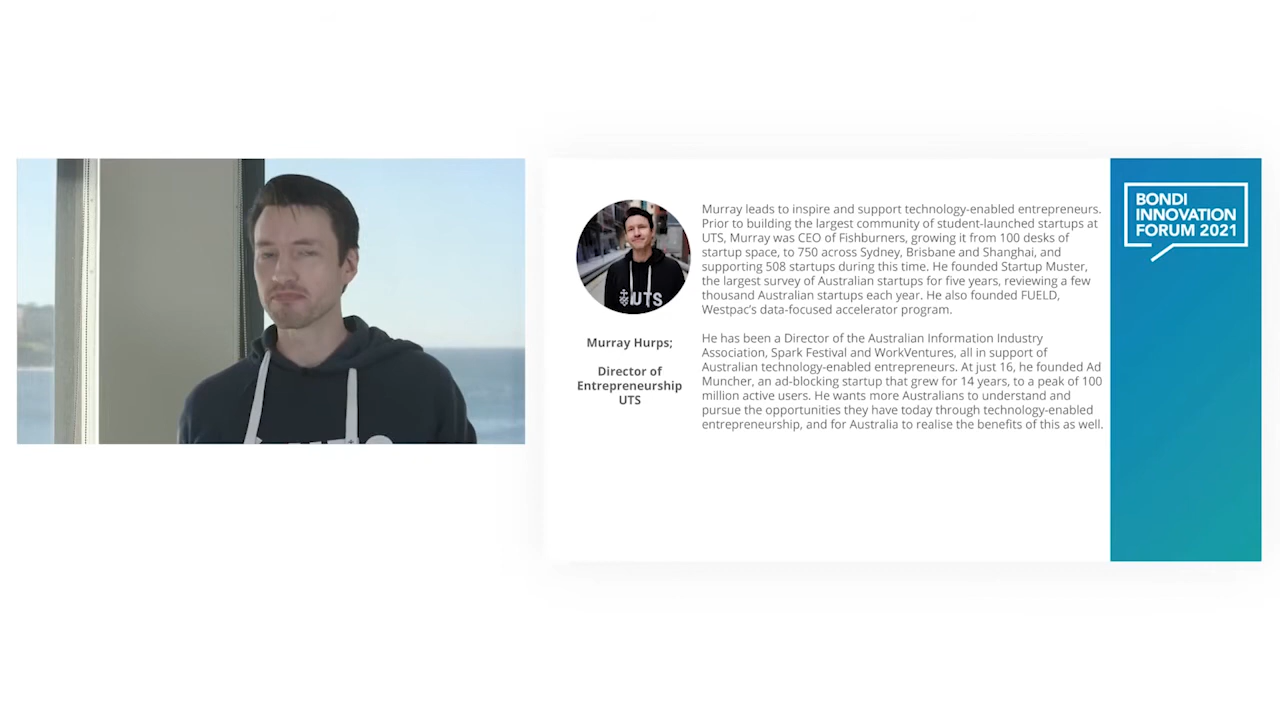 Murray leads to inspire and support technology-enabled entrepreneurs.
Prior to building the largest community of student-launched startups at
UTS, Murray was CEO of Fishburners, growing it from 100 desks of
startup space, to 750 across Sydney, Brisbane and Shanghai, and
supporting 508 startups during this time. He founded Startup Muster,
the largest survey of Australian startups for five years, reviewing a few
thousand Australian startups each year. He also founded FUELD,
Westpac’s data-focused accelerator program.
He has been a Director of the Australian Information Industry
Association, Spark Festival and WorkVentures, all in support of
Australian technology-enabled entrepreneurs. At just 16, he founded Ad
Muncher, an ad-blocking startup that grew for 14 years, to a peak of 100
million active users. He wants more Australians to understand and
pursue the opportunities they have today through technology-enabled
entrepreneurship, and for Australia to realise the benefits of this as well.
UTS
Murray Hurps;
Director of
Entrepreneurship
UTS
BONDI
INNOVATION
FORUM 2021